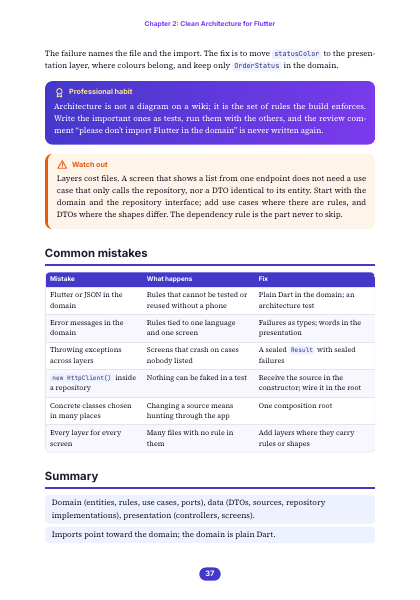 Chapter 2: Clean Architecture for Flutter
The failure names the file and the import. The fix is to move statusColor to the presen-
tation layer, where colours belong, and keep only OrderStatus in the domain.
Professional habit
Architecture is not a diagram on a wiki; it is the set of rules the build enforces.
Write the important ones as tests, run them with the others, and the review com-
ment “please don't import Flutter in the domain” is never written again.
Watch out
Layers cost files. A screen that shows a list from one endpoint does not need a use
case that only calls the repository, nor a DTO identical to its entity. Start with the
domain and the repository interface; add use cases where there are rules, and
DTOs where the shapes differ. The dependency rule is the part never to skip.
Common mistakes
Mistake What happens Fix
Flutter or JSON in the Rules that cannot be tested or Plain Dart in the domain; an
domain reused without a phone architecture test
Error messages in the Rules tied to one language Failures as types; words in the
domain and one screen presentation
Throwing exceptions Screens that crash on cases A sealed Result with sealed
across layers nobody listed failures
new HttpClient() inside Nothing can be faked in a test Receive the source in the
a repository constructor; wire it in the root
Concrete classes chosen Changing a source means One composition root
in many places hunting through the app
Every layer for every Many files with no rule in Add layers where they carry
screen them rules or shapes
Summary
Domain (entities, rules, use cases, ports), data (DTOs, sources, repository
implementations), presentation (controllers, screens).
Imports point toward the domain; the domain is plain Dart.
37